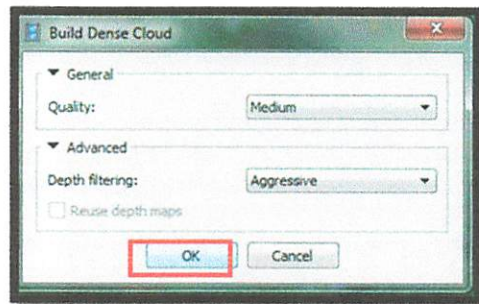 Build Dense Cloud
General
Quality: Medium
Advanced
Depth filtering: Aggressive
Reuse depth maps
OK Cancel